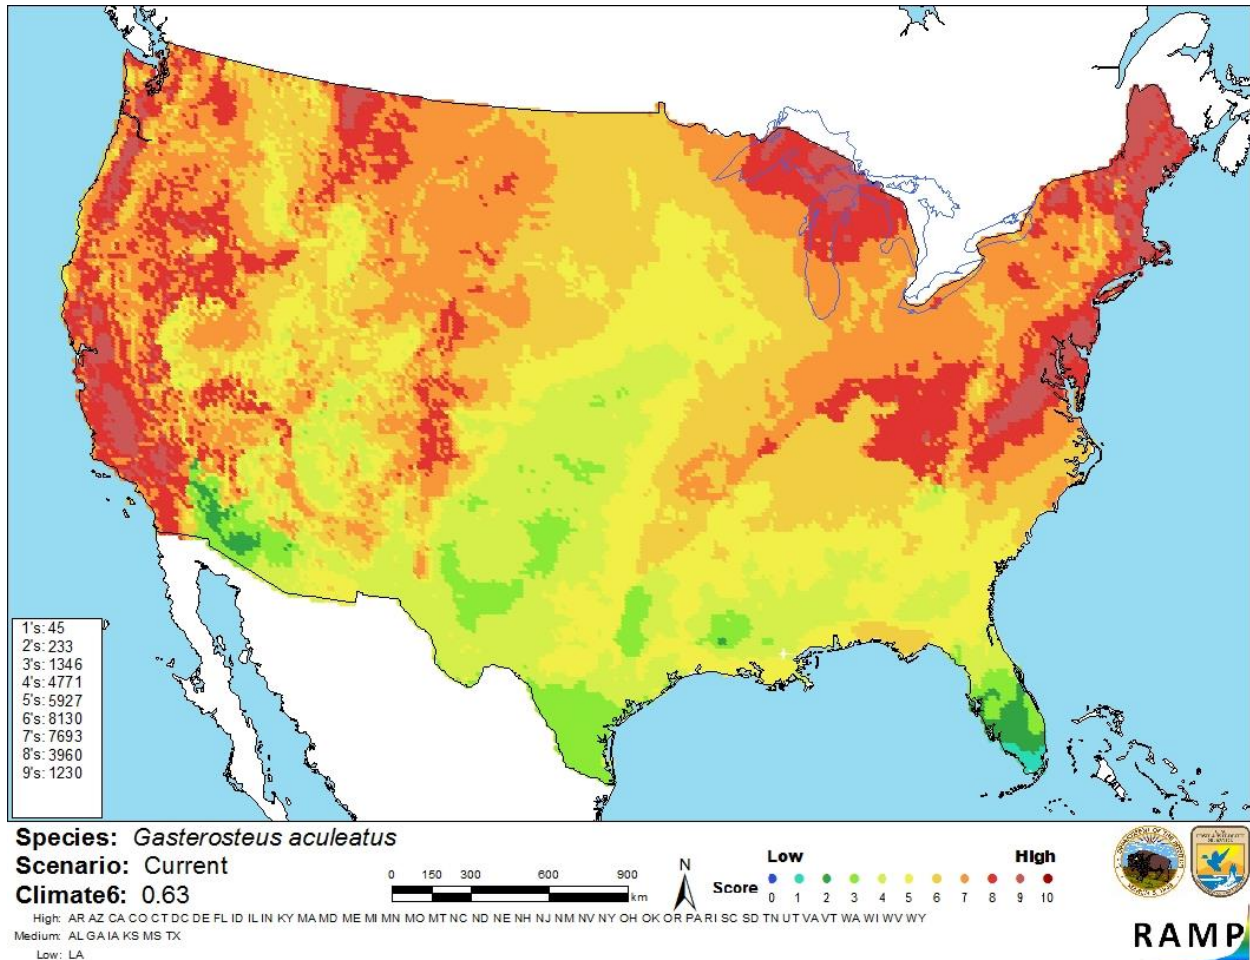 1's: 45
2's: 233
3's: 1346
4's: 4771
5's: 5927
6's: 8130
7's: 7693
8's: 3960
9's: 1230
Species: Gasterosteus aculeatus
Scenario: Current
Climate6: 0.63
0 150 300 600 900
km
N
Low High
Score
0 1 2 3 4 5 6 7 8 9 10
High: AR AZ CA CO CT DC DE FL ID IL IN KY MA MD ME MI MN MO MT NC ND NE NH NJ NM NV NY OH OK OR PA RI SC SD TN UT VA VT WA WI WV WY
Medium: AL GA IA KS MS TX
Low: LA
RAMP